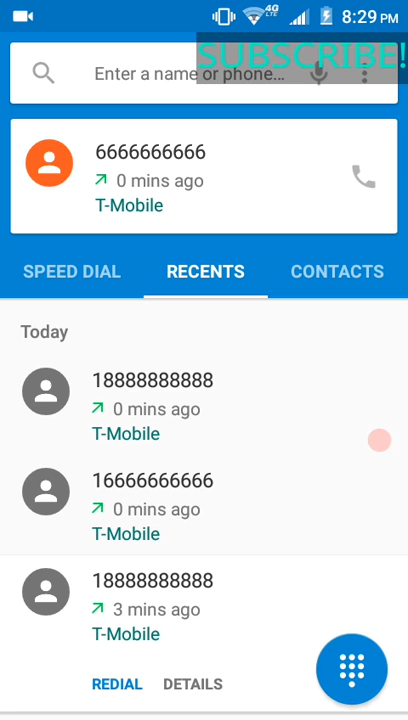 4G
LTE
8:29 PM
SUBSCRIBE!
Enter a name or phone...
6666666666
0 mins ago
T-Mobile
SPEED DIAL RECENTS CONTACTS
Today
18888888888
0 mins ago
T-Mobile
16666666666
0 mins ago
T-Mobile
18888888888
3 mins ago
T-Mobile
REDIAL DETAILS